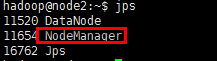 hadoop@node2:~$ jps
11520 DataNode
11654 NodeManager
16762 Jps